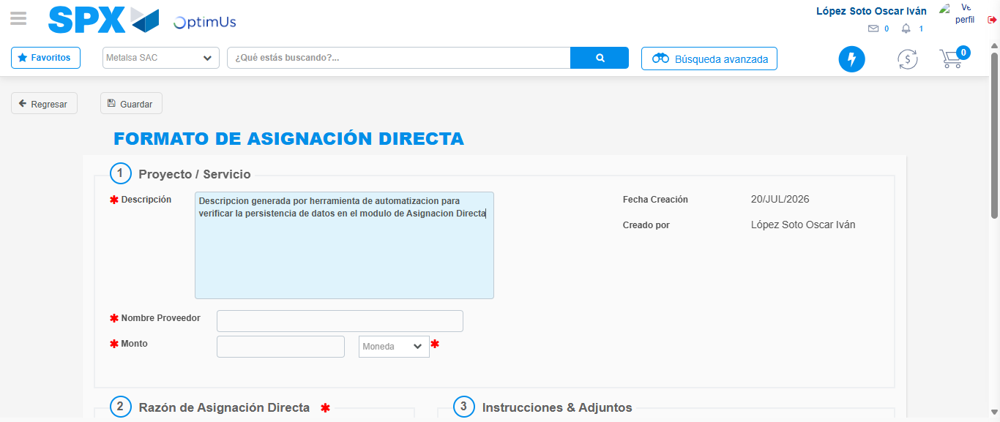 SPX
OptimUs
López Soto Oscar Iván
Ve
perfil
0
1
Favoritos
Metalsa SAC
¿Qué estás buscando?...
Búsqueda avanzada
0
Regresar
Guardar
FORMATO DE ASIGNACIÓN DIRECTA
1 Proyecto / Servicio
* Descripción
Descripcion generada por herramienta de automatizacion para
verificar la persistencia de datos en el modulo de Asignacion Directa
Fecha Creación 20/JUL/2026
Creado por López Soto Oscar Iván
* Nombre Proveedor
* Monto
Moneda *
2 Razón de Asignación Directa *
3 Instrucciones & Adjuntos